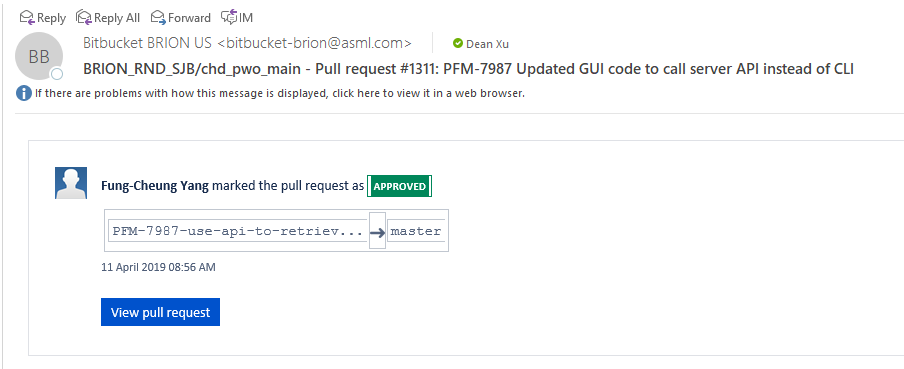 Reply Reply All Forward IM
BB
Bitbucket BRION US <bitbucket-brion@asml.com> Dean Xu
BRION_RND_SJB/chd_pwo_main - Pull request #1311: PFM-7987 Updated GUI code to call server API instead of CLI
If there are problems with how this message is displayed, click here to view it in a web browser.
Fung-Cheung Yang marked the pull request as APPROVED
PFM-7987-use-api-to-retriev... master
11 April 2019 08:56 AM
View pull request